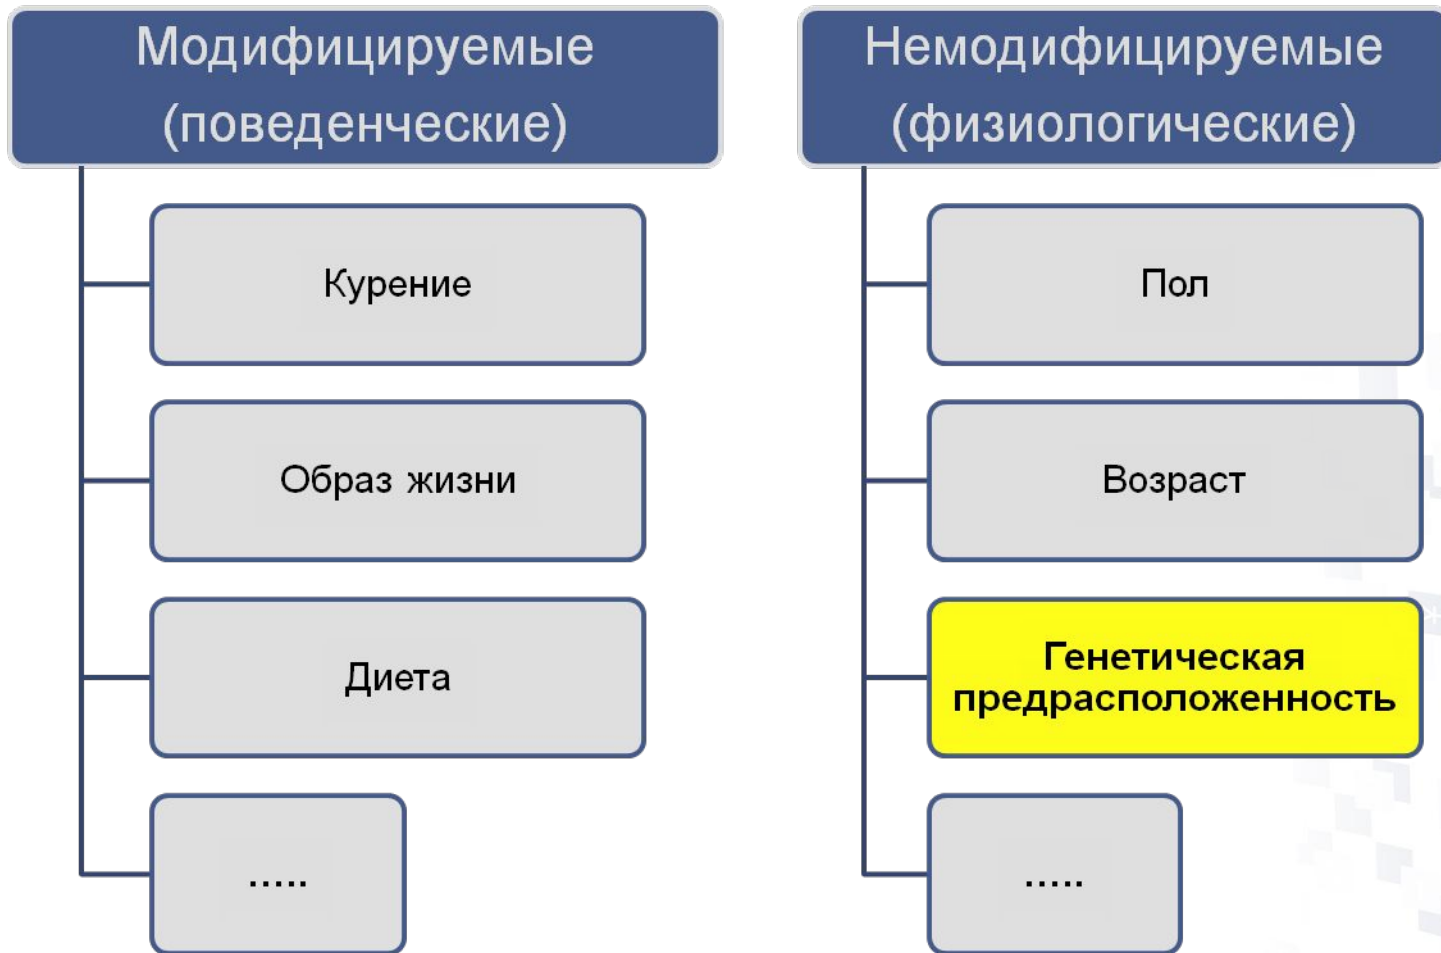 Модифицируемые
(поведенческие)
Курение
Образ жизни
Диета
.....
Немодифицируемые
(физиологические)
Пол
Возраст
Генетическая
предрасположенность
.....